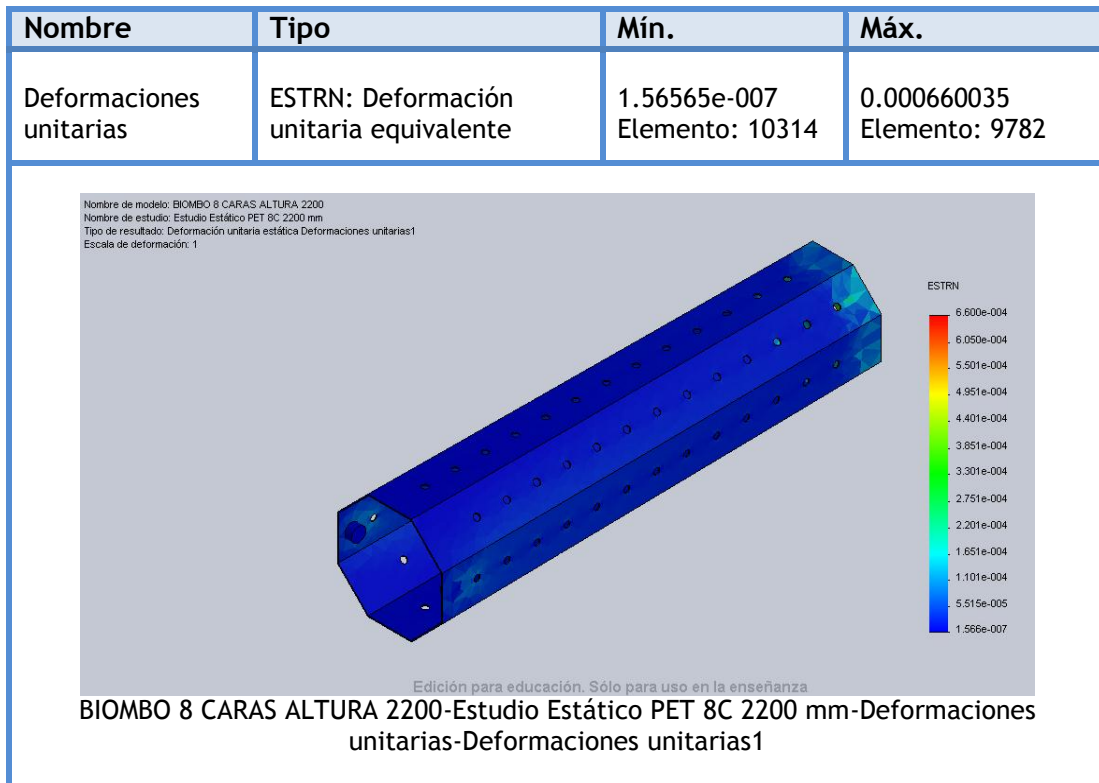 Nombre Tipo Mín. Máx.
Deformaciones unitarias ESTRN: Deformación unitaria equivalente 1.56565e-007 Elemento: 10314 0.000660035 Elemento: 9782
Nombre de modelo: BIOMBO 8 CARAS ALTURA 2200
Nombre de estudio: Estudio Estático PET 8C 2200 mm
Tipo de resultado: Deformación unitaria estática Deformaciones unitarias1
Escala de deformación: 1
ESTRN
6.600e-004
6.050e-004
5.501e-004
4.951e-004
4.401e-004
3.851e-004
3.301e-004
2.751e-004
2.201e-004
1.651e-004
1.101e-004
5.515e-005
1.566e-007
Edición para educación. Sólo para uso en la enseñanza
BIOMBO 8 CARAS ALTURA 2200-Estudio Estático PET 8C 2200 mm-Deformaciones
unitarias-Deformaciones unitarias1